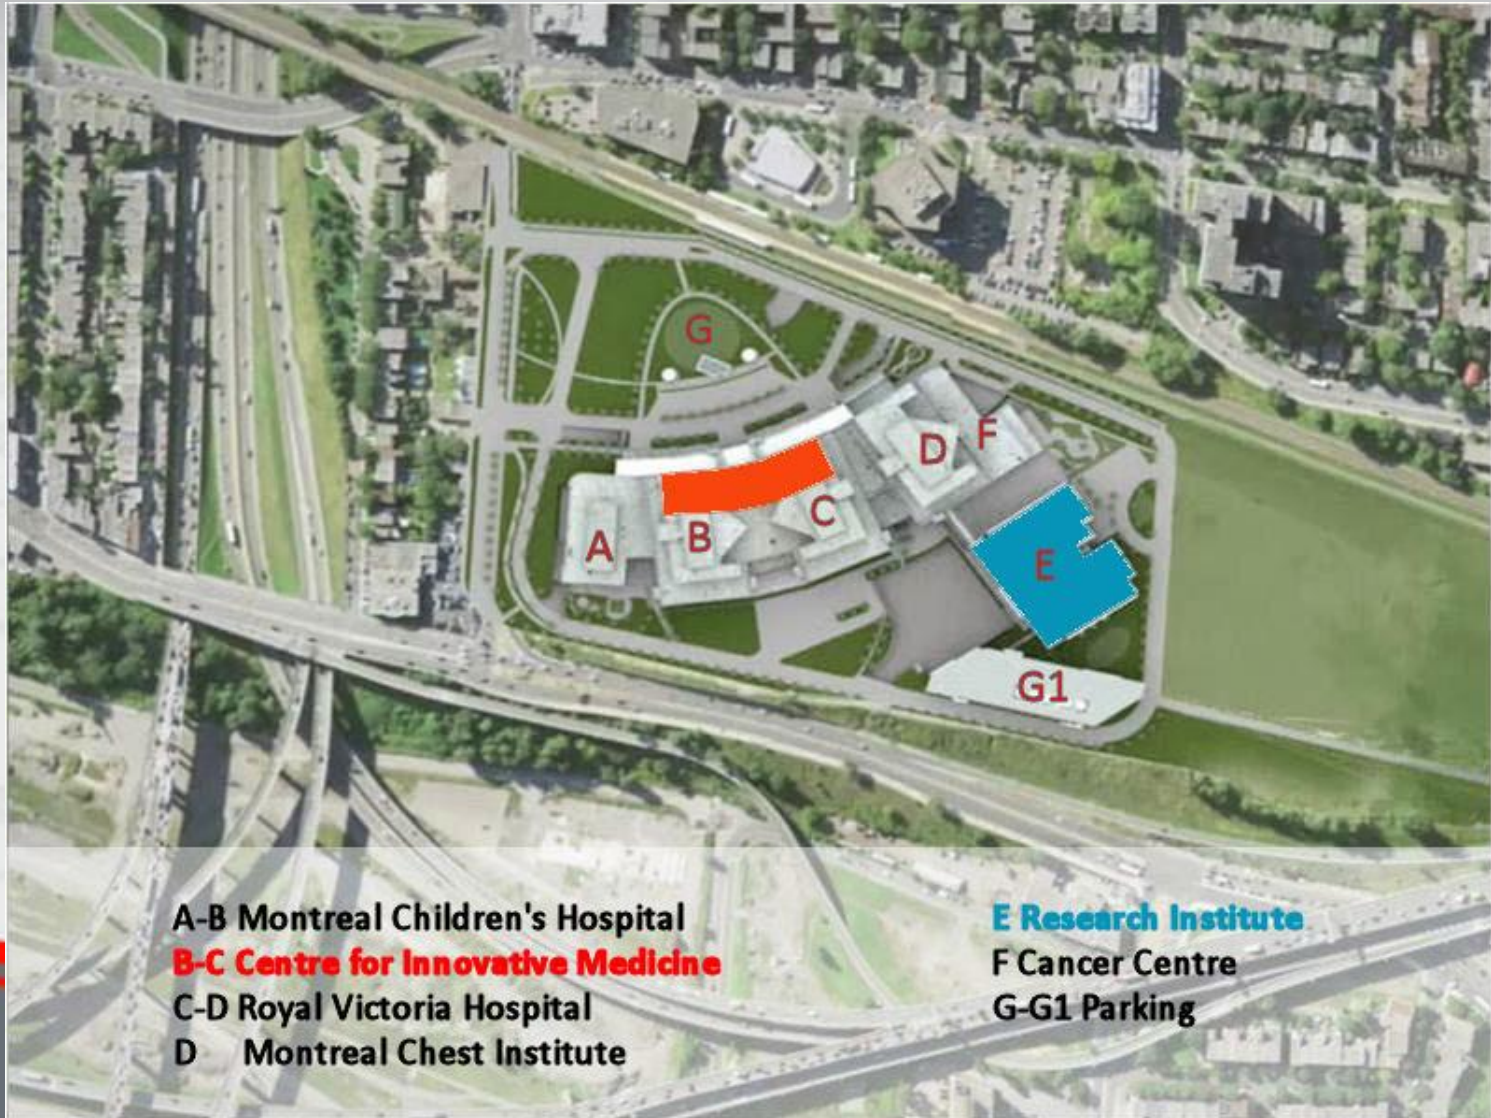 G
D
F
C
B
A
E
G1
A-B Montreal Children's Hospital
B-C Centre for Innovative Medicine
C-D Royal Victoria Hospital
D Montreal Chest Institute
E Research Institute
F Cancer Centre
G-G1 Parking